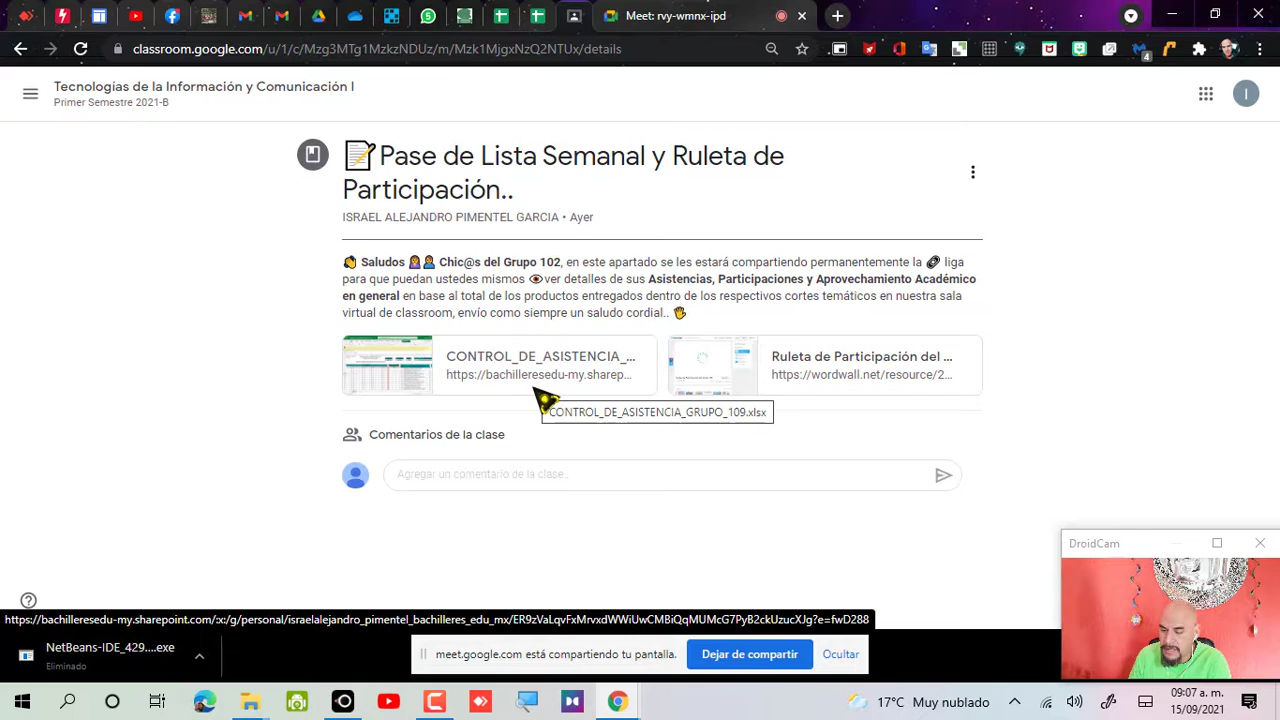 Meet: rvy-wmnx-ipd
classroom.google.com/u/1/c/Mzg3MTg1MzkzNDUz/m/Mzk1MjgxNzQ2NTUx/details
4
Tecnologías de la Información y Comunicación I
Primer Semestre 2021-B
I
Pase de Lista Semanal y Ruleta de
Participación..
ISRAEL ALEJANDRO PIMENTEL GARCIA • Ayer
Saludos Chic@s del Grupo 102, en este apartado se les estará compartiendo permanentemente la liga
para que puedan ustedes mismos ver detalles de sus Asistencias, Participaciones y Aprovechamiento Académico
en general en base al total de los productos entregados dentro de los respectivos cortes temáticos en nuestra sala
virtual de classroom, envío como siempre un saludo cordial..
CONTROL_DE_ASISTENCIA_...
https://bachilleresedu-my.sharep...
Ruleta de Participación del ...
https://wordwall.net/resource/2...
CONTROL_DE_ASISTENCIA_GRUPO_109.xlsx
Comentarios de la clase
Agregar un comentario de la clase...
DroidCam
https://bachilleresedu-my.sharepoint.com/:x:/g/personal/israelalejandro_pimentel_bachilleres_edu_mx/ER9zVaLqvFxMrvxdWWiUwCMBiQqMUMcG7PyB2ckUzucXJg?e=fwD288
NetBeans-IDE_429....exe
Eliminado
meet.google.com está compartiendo tu pantalla.
Dejar de compartir
Ocultar
17°C Muy nublado
09:07 a. m.
15/09/2021